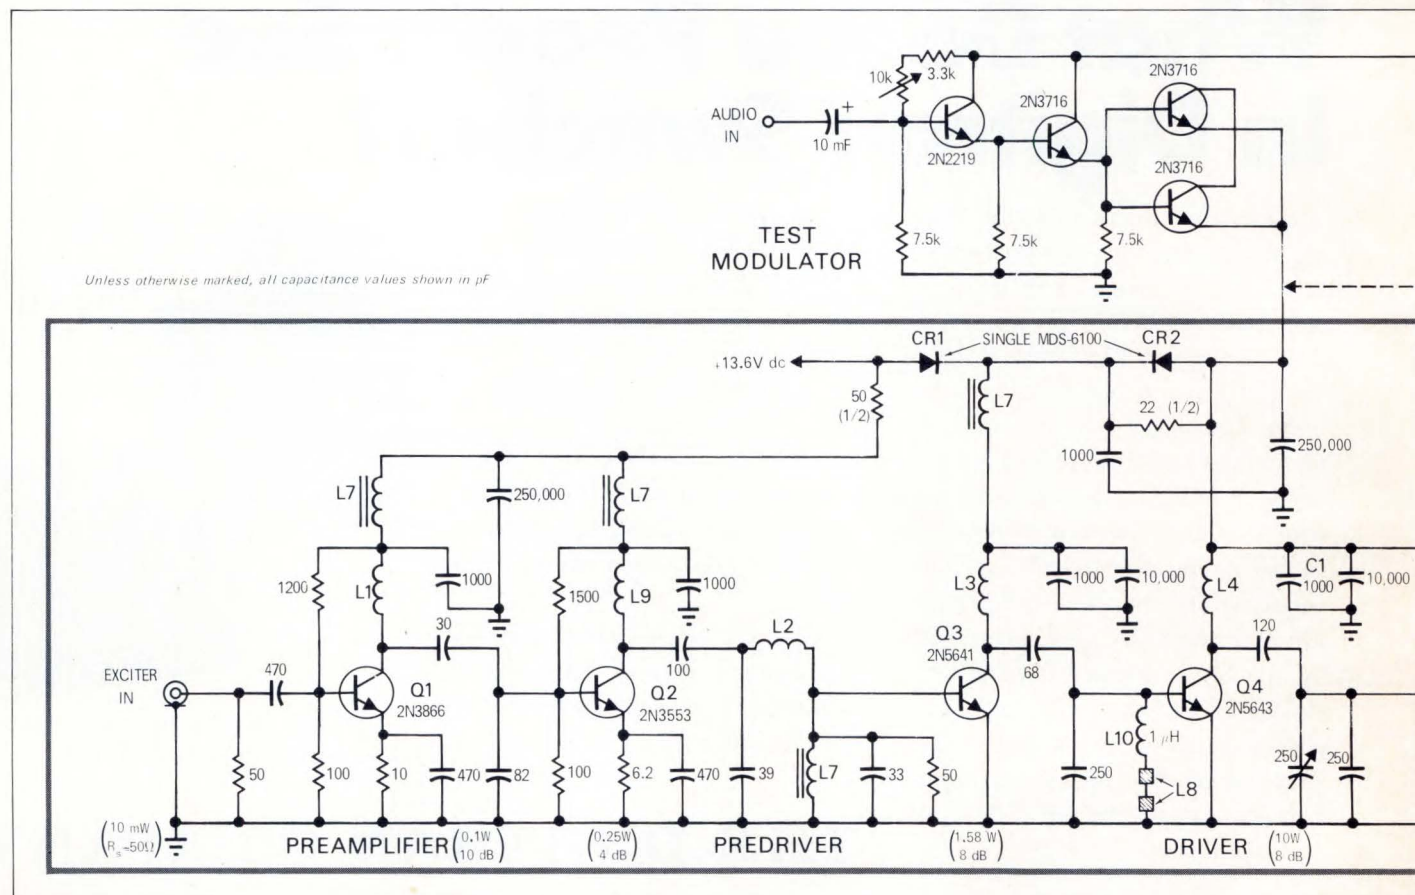 2N3716
10k
3.3k
2N3716
AUDIO
IN
+
10 mF
2N2219
2N3716
7.5k
7.5k
7.5k
TEST
MODULATOR
Unless otherwise marked, all capacitance values shown in pF
CR1
SINGLE MDS-6100
CR2
+13.6V dc
50
(1/2)
L7
22 (1/2)
1000
250,000
L7
250,000
L7
1200
L1
1000
1500
L9
1000
L3
1000
10,000
L4
C1
1000
10,000
30
L2
Q3
2N5641
120
EXCITER
IN
470
Q1
2N3866
100
Q2
2N3553
68
Q4
2N5643
L10
1 μH
50
100
10
470
82
100
6.2
470
39
L7
33
50
250
L8
250
250
10 mW
Rs≈50Ω
PREAMPLIFIER
0.1W
10 dB
0.25W
4 dB
PREDRIVER
1.58 W
8 dB
DRIVER
10W
8 dB